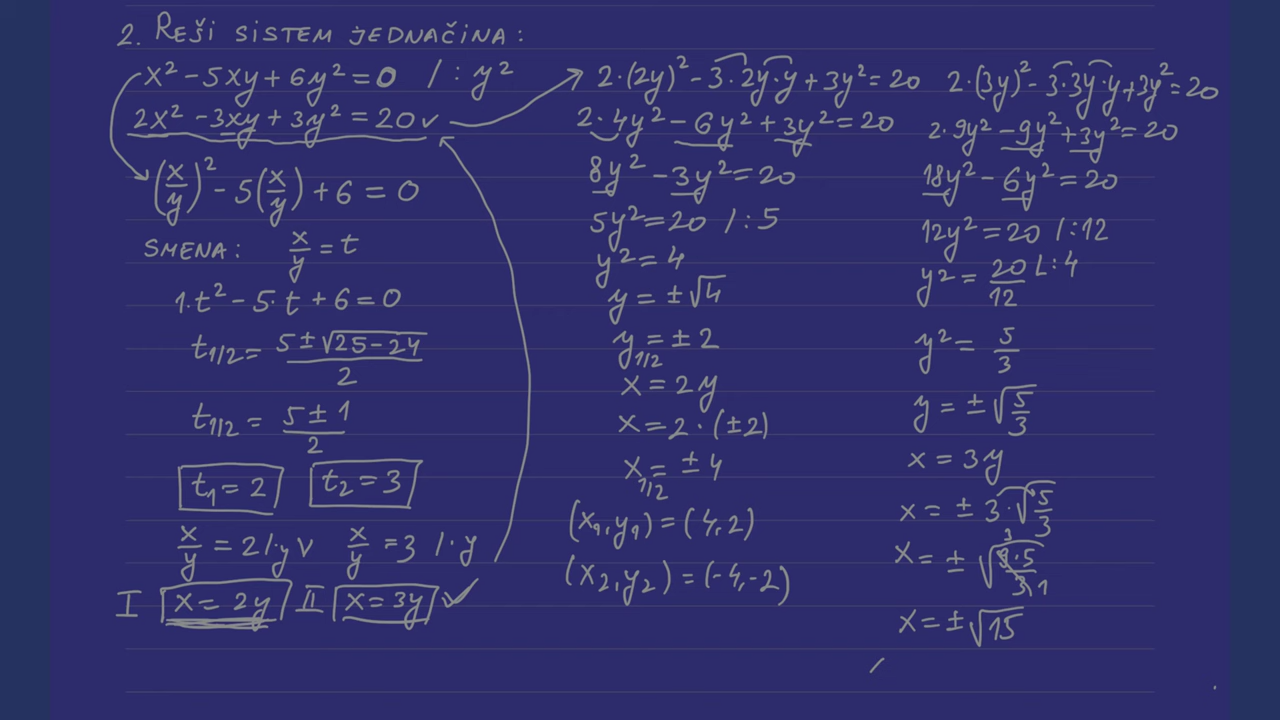 2. REŠI SISTEM JEDNAČINA:
x² - 5xy + 6y² = 0 / : y²
2x² - 3xy + 3y² = 20 v
(x/y)² - 5(x/y) + 6 = 0
SMENA: x/y = t
1·t² - 5·t + 6 = 0
t₁/₂ = (5 ± √(25-24))/2
t₁/₂ = (5 ± 1)/2
t₁ = 2 t₂ = 3
x/y = 2 /·y v x/y = 3 /·y
I x = 2y II x = 3y
2·(2y)² - 3·2y·y + 3y² = 20
2·4y² - 6y² + 3y² = 20
8y² - 3y² = 20
5y² = 20 / : 5
y² = 4
y = ±√4
y₁/₂ = ± 2
x = 2y
x = 2·(±2)
x₁/₂ = ± 4
(x₁,y₁) = (4,2)
(x₂,y₂) = (-4,-2)
2·(3y)² - 3·3y·y + 3y² = 20
2·9y² - 9y² + 3y² = 20
18y² - 6y² = 20
12y² = 20 / : 12
y² = 20/12 /:4
y² = 5/3
y = ±√(5/3)
x = 3y
x = ± 3·√(5/3)
x = ± √(9·5/3) 3 1
x = ±√15